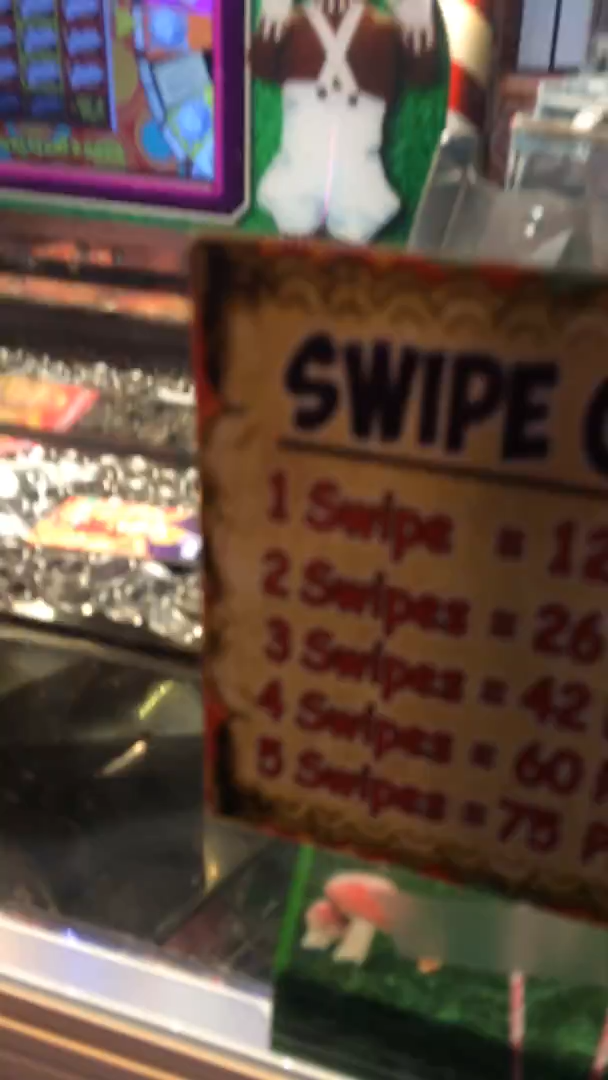 SWIPE
1 Swipe = 12
2 Swipes = 26
3 Swipes = 42
4 Swipes = 60
5 Swipes = 75